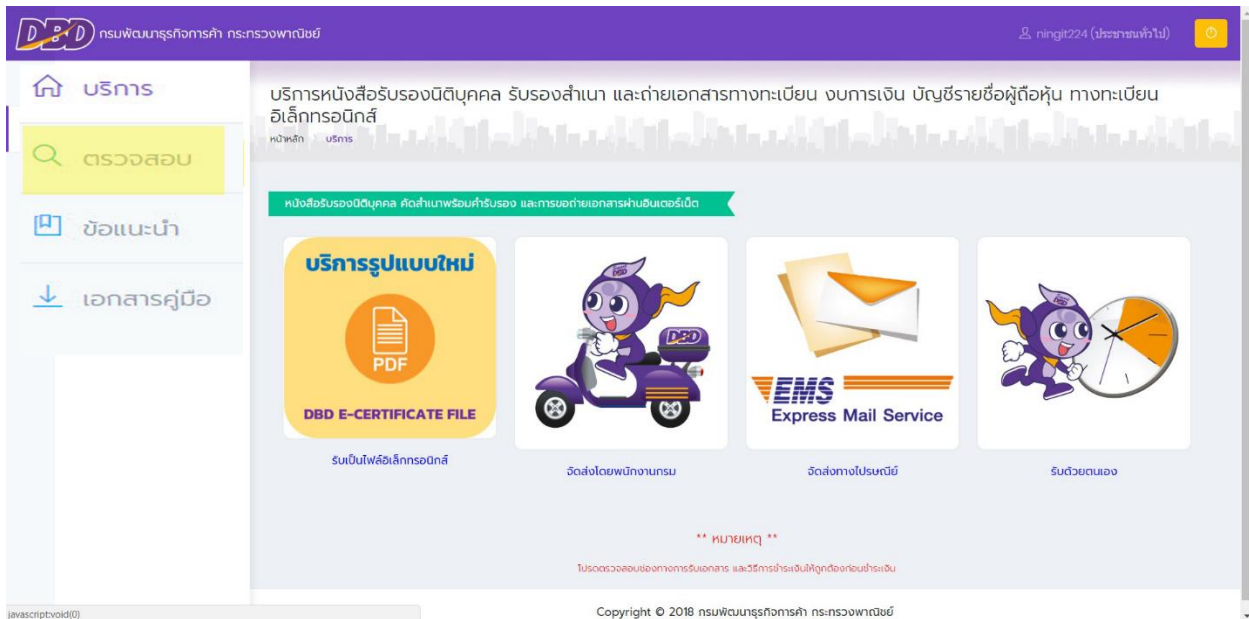 DBD กรมพัฒนาธุรกิจการค้า กระทรวงพาณิชย์
ningit224 (ประชาชนทั่วไป)
บริการ
ตรวจสอบ
ข้อแนะนำ
เอกสารคู่มือ
บริการหนังสือรับรองนิติบุคคล รับรองสำเนา และถ่ายเอกสารทางทะเบียน งบการเงิน บัญชีรายชื่อผู้ถือหุ้น ทางทะเบียน
อิเล็กทรอนิกส์
หน้าหลัก บริการ
หนังสือรับรองนิติบุคคล คัดสำเนาพร้อมคำรับรอง และการขอถ่ายเอกสารผ่านอินเตอร์เน็ต
บริการรูปแบบใหม่
PDF
DBD E-CERTIFICATE FILE
รับเป็นไฟล์อิเล็กทรอนิกส์
DBD
DBD
จัดส่งโดยพนักงานกรม
EMS
Express Mail Service
จัดส่งทางไปรษณีย์
DBD
รับด้วยตนเอง
** หมายเหตุ **
โปรดตรวจสอบช่องทางการรับเอกสาร และวิธีการชำระเงินให้ถูกต้องก่อนชำระเงิน
Copyright © 2018 กรมพัฒนาธุรกิจการค้า กระทรวงพาณิชย์
javascript:void(0)